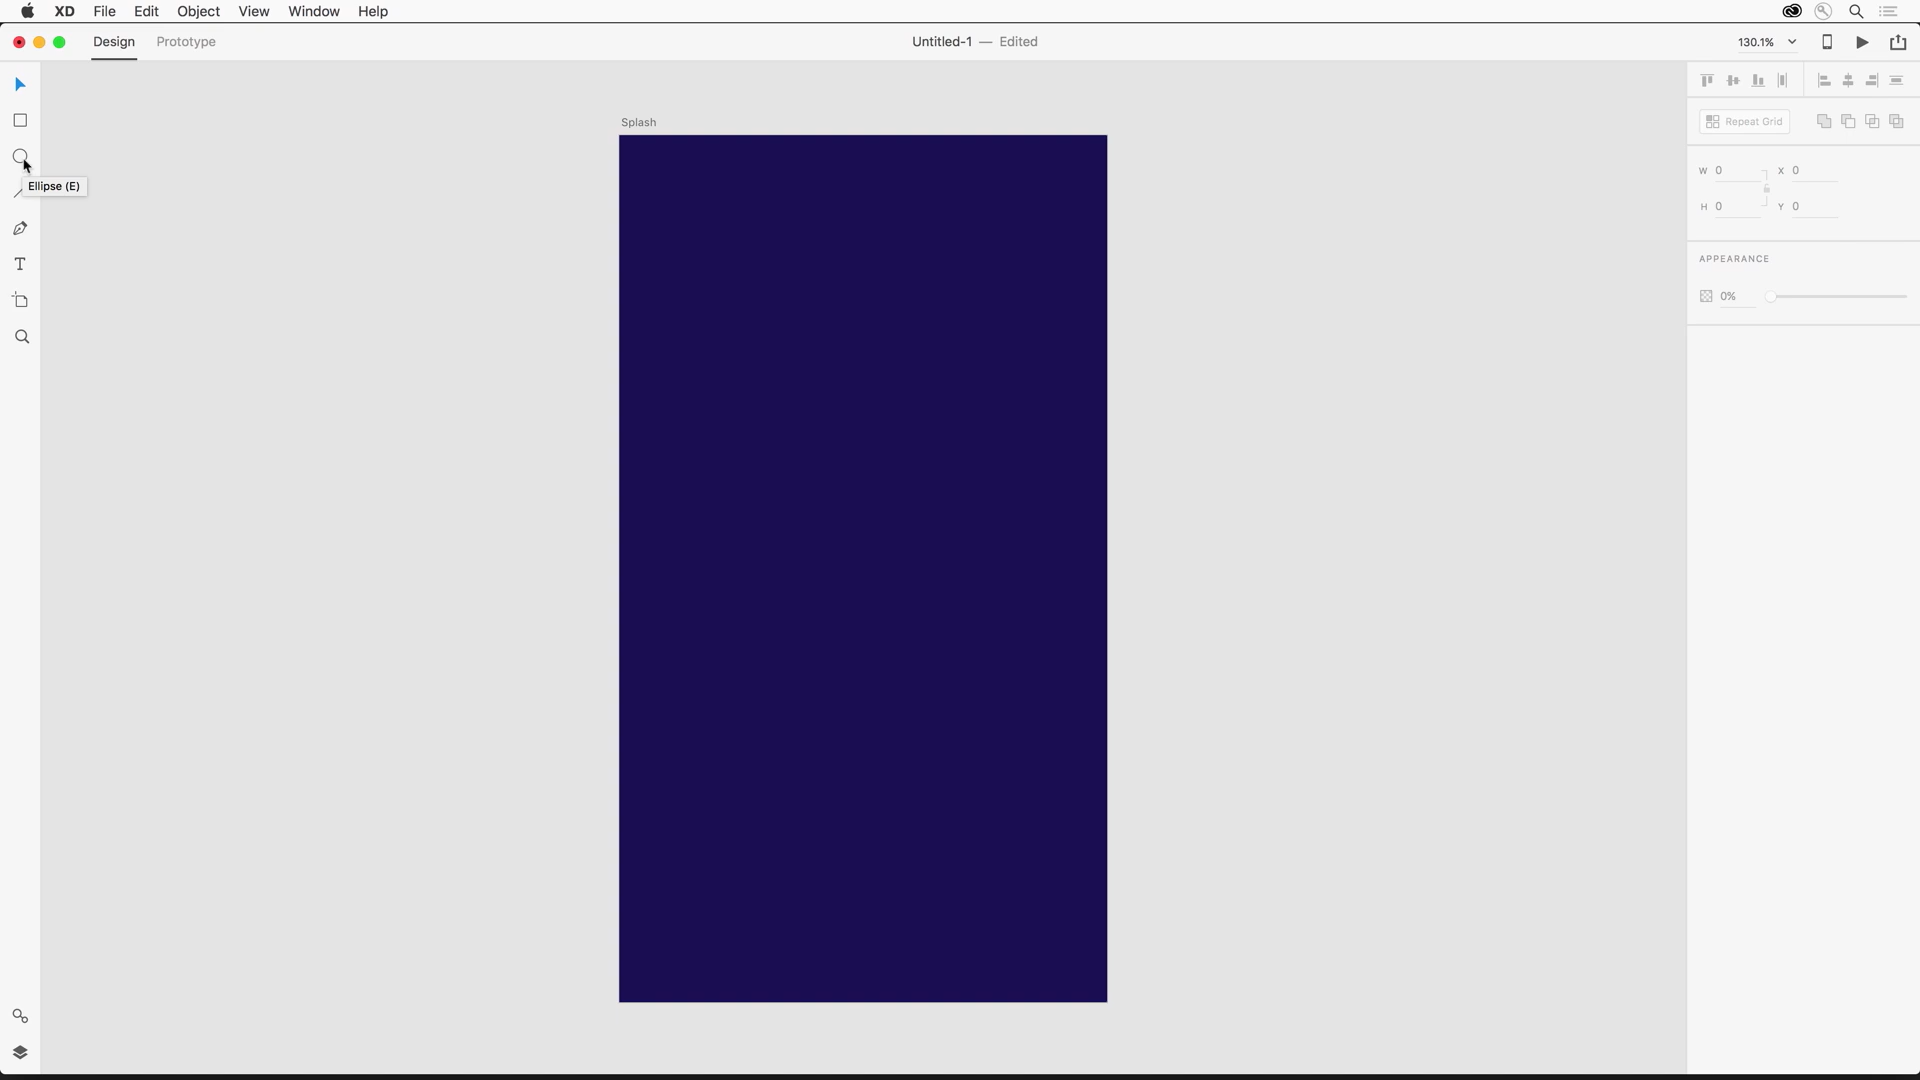 XD File Edit Object View Window Help
Design Prototype
Untitled-1 — Edited
130.1%
Splash
Ellipse (E)
T
Repeat Grid
W 0 X 0
H 0 Y 0
APPEARANCE
0%